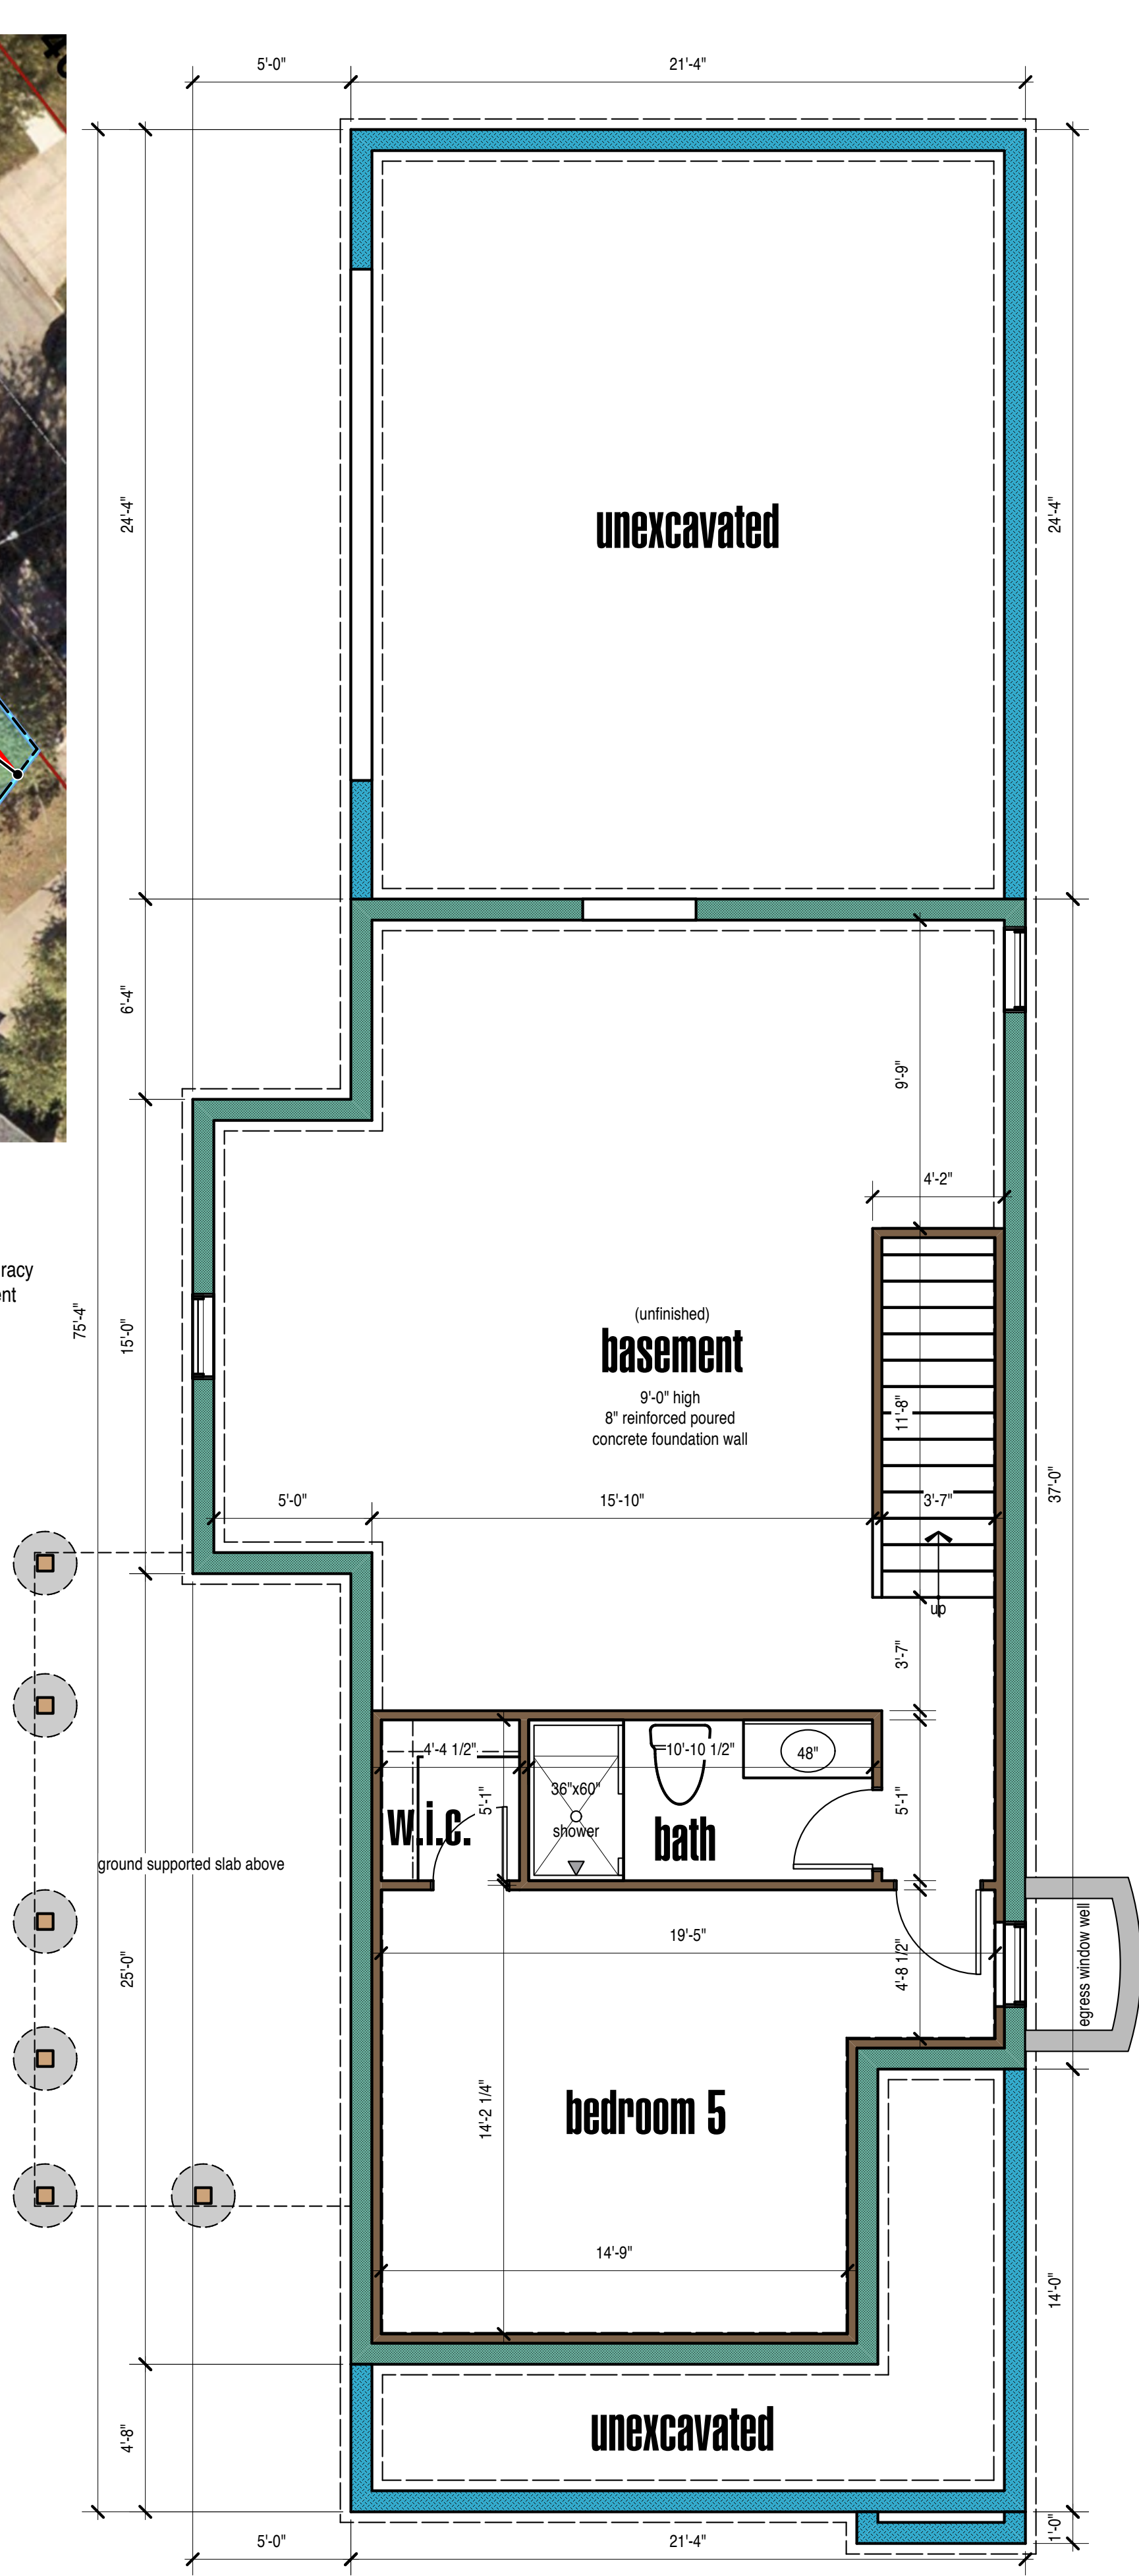 5'-0"
21'-4"
24'-4"
24'-4"
unexcavated
6'-4"
9'-9"
4'-2"
racy
75'-4"
15'-0"
(unfinished)
basement
9'-0" high
8" reinforced poured
concrete foundation wall
11'-8"
37'-0"
5'-0"
15'-10"
3'-7"
up
3'-7"
4'-4 1/2"
10'-10 1/2"
48"
36"x60"
5'-1"
5'-1"
w.i.c.
shower
bath
ground supported slab above
19'-5"
4'-8 1/2"
egress window well
25'-0"
14'-2 1/4"
bedroom 5
14'-9"
14'-0"
unexcavated
4'-8"
1'-0"
5'-0"
21'-4"